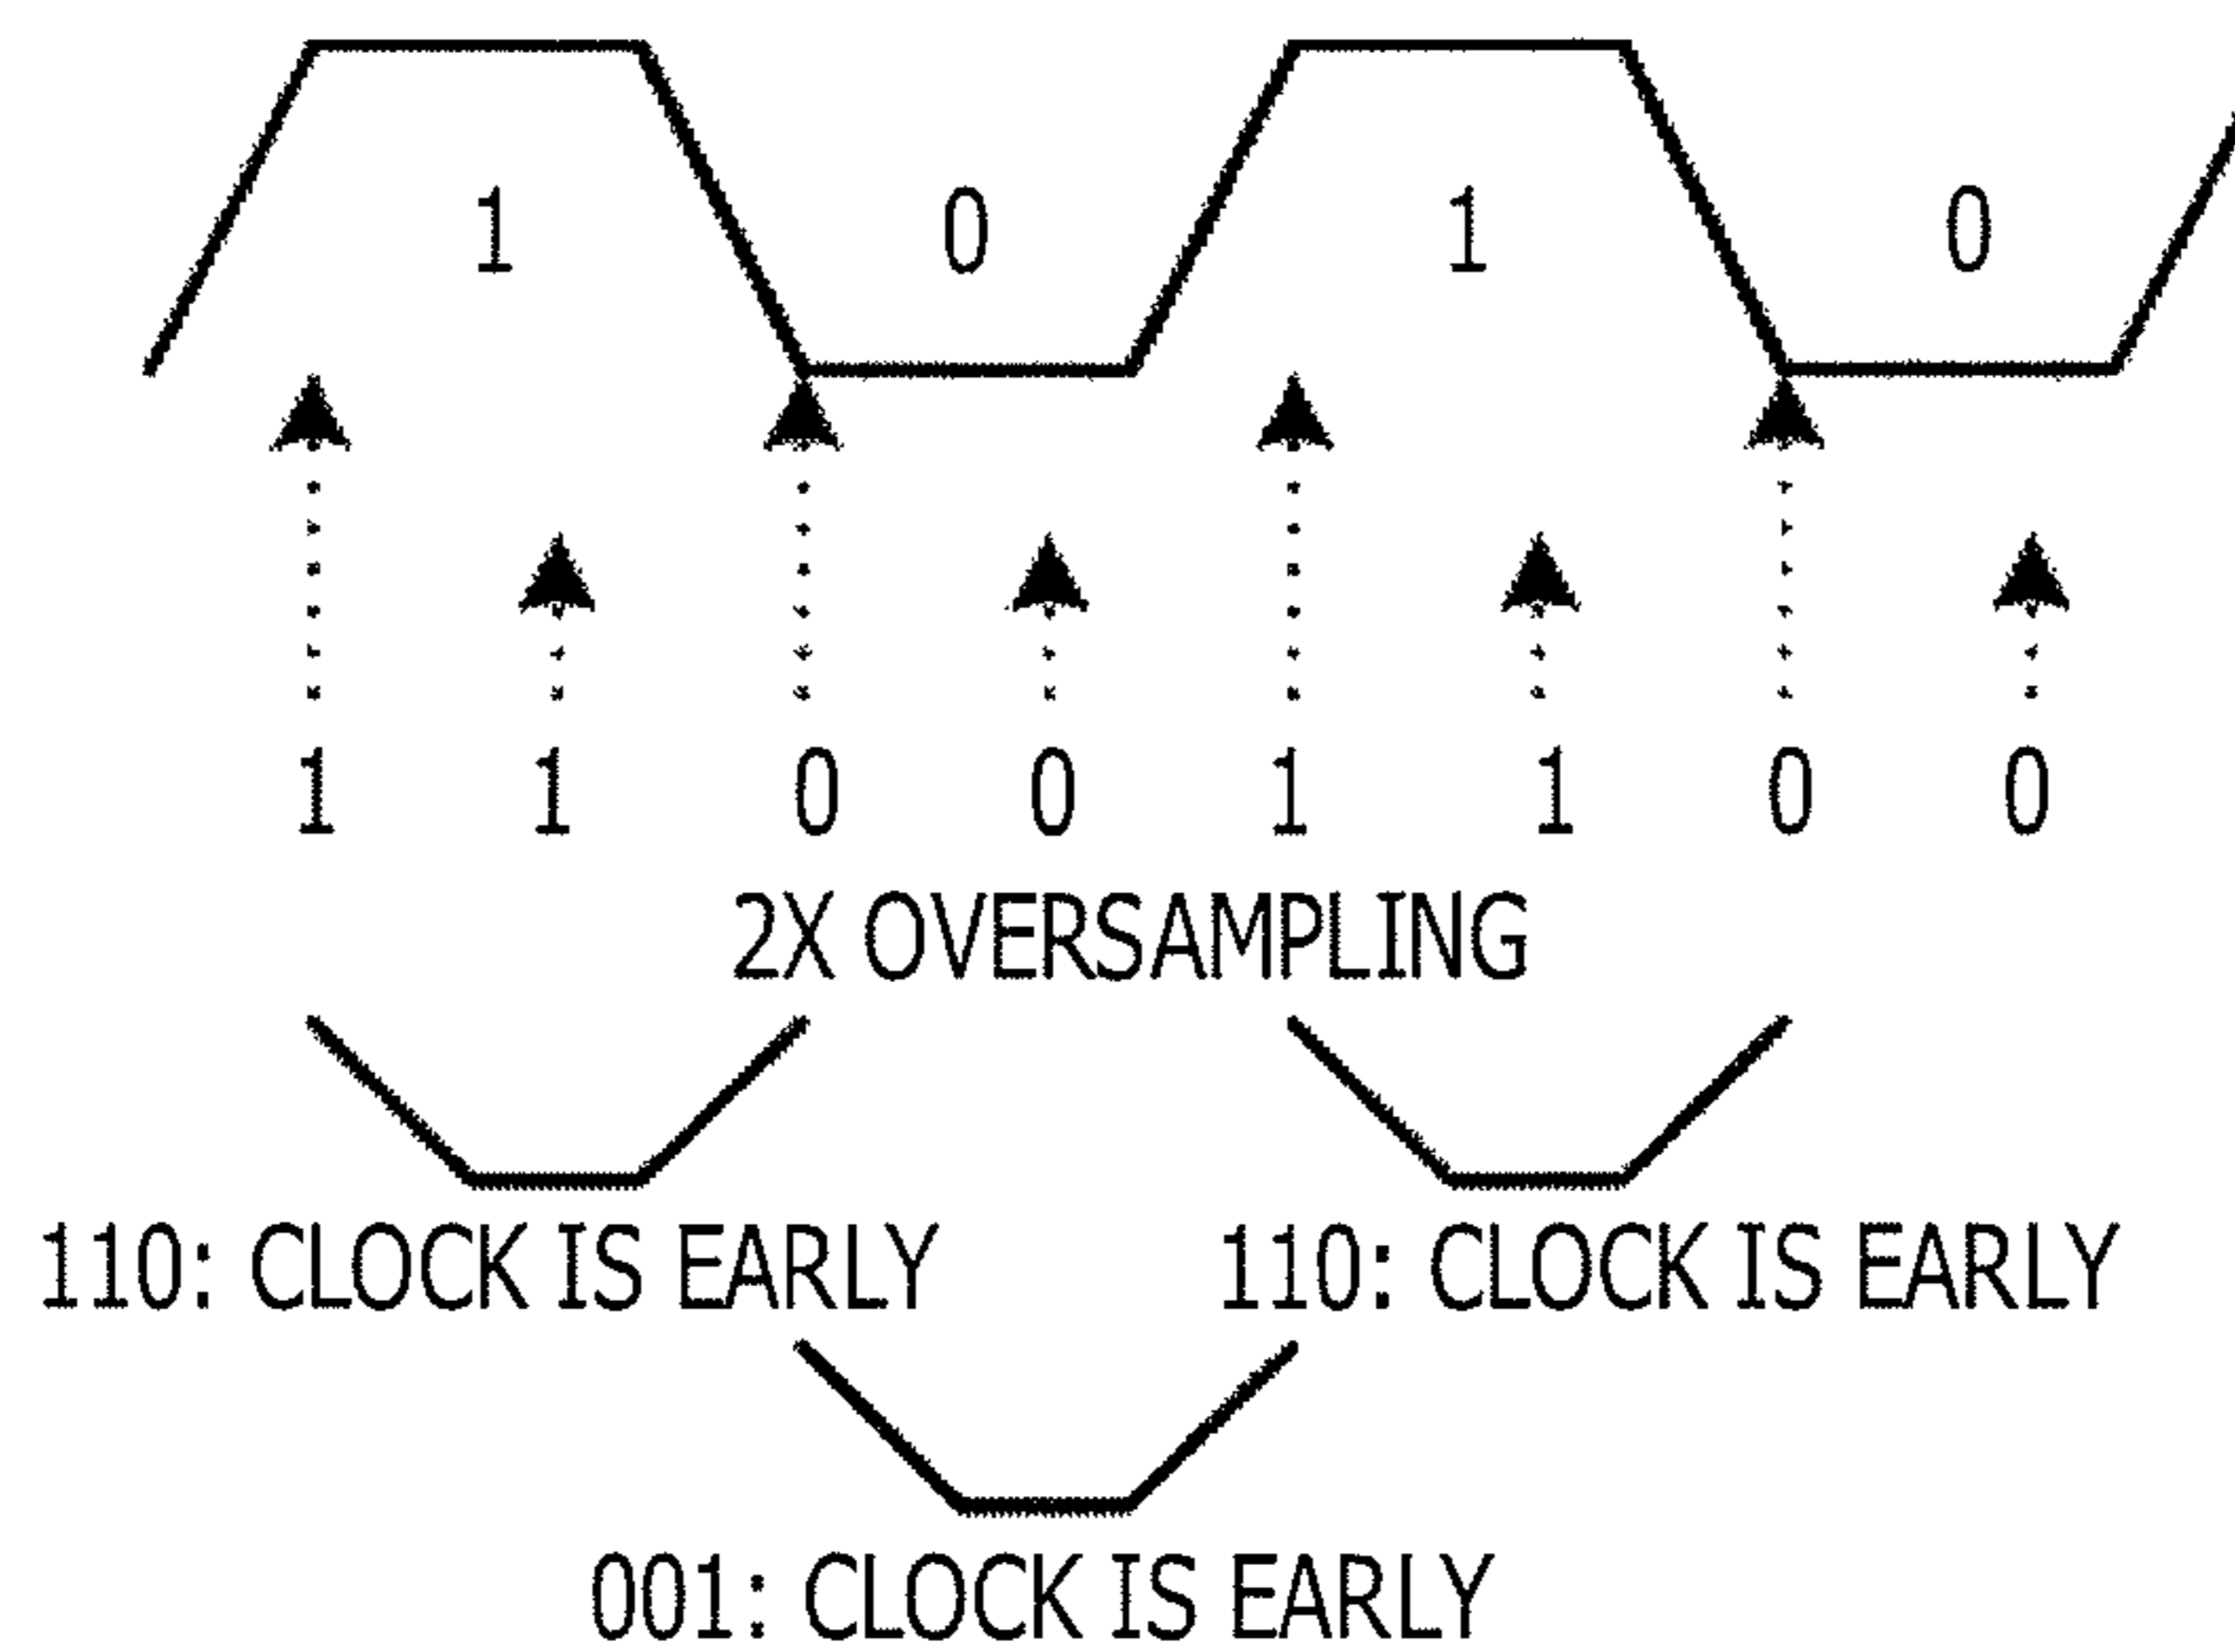 1 0 1 0
1 1 0 0 1 1 0 0
2X OVERSAMPLING
110: CLOCK IS EARLY 110: CLOCK IS EARLY
001: CLOCK IS EARLY